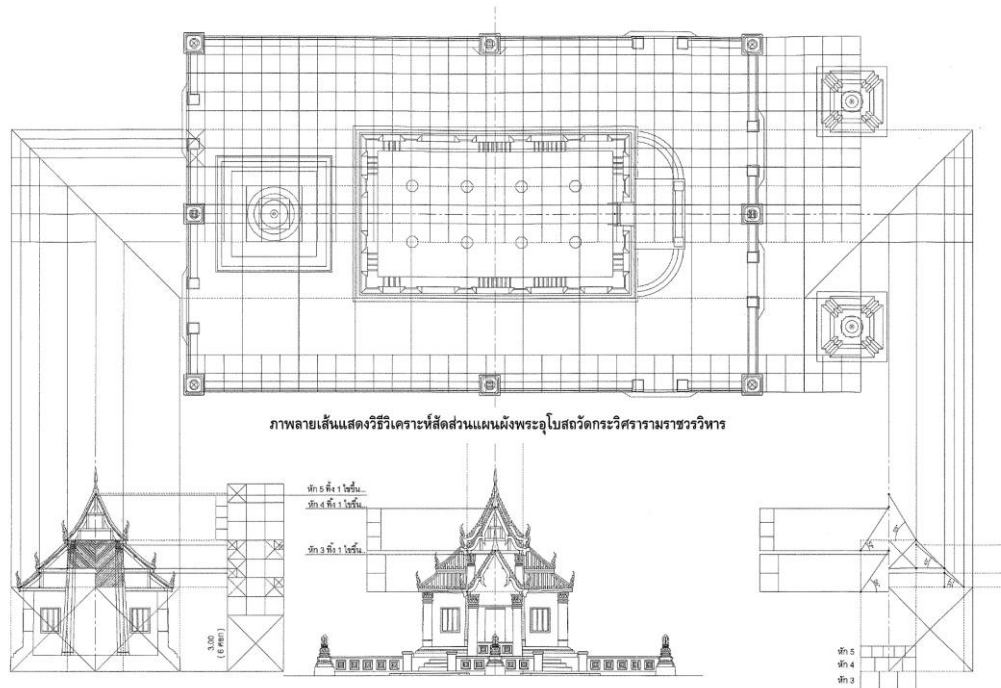 ภาพลายเส้นแสดงวิธีวิเคราะห์สัดส่วนแผนผังพระอุโบสถวัดกระวิศรารามราชวรวิหาร
หัก 5 ทิ้ง 1 ไขขึ้น...
หัก 4 ทิ้ง 1 ไขขึ้น...
หัก 3 ทิ้ง 1 ไขขึ้น...
3.00
(6 ศอก)
หัก 5
หัก 4
หัก 3